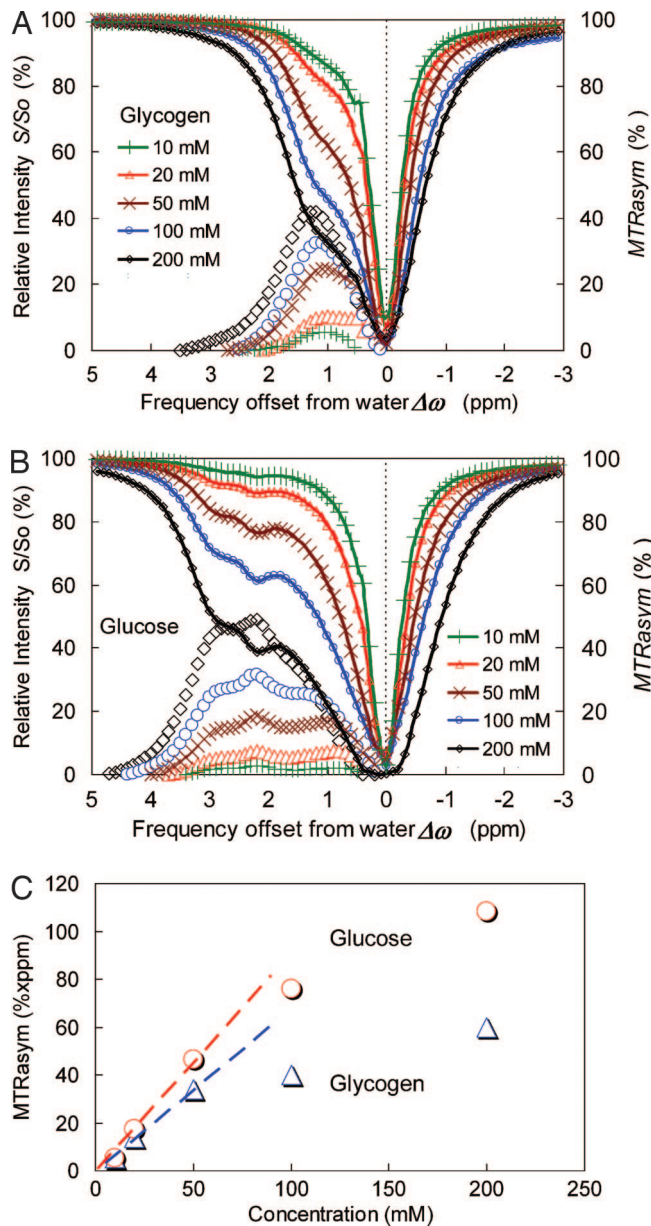 A
Relative Intensity S/So (%)
100
80
60
40
20
0
Glycogen
10 mM
20 mM
50 mM
100 mM
200 mM
100
80
60
40
20
0
MTRasym (%)
5 4 3 2 1 0 -1 -2 -3
Frequency offset from water Δω (ppm)
B
Relative Intensity S/So (%)
100
80
60
40
20
0
Glucose
10 mM
20 mM
50 mM
100 mM
200 mM
100
80
60
40
20
0
MTRasym (%)
5 4 3 2 1 0 -1 -2 -3
Frequency offset from water Δω (ppm)
C
MTRasym (%xppm)
120
100
80
60
40
20
0
Glucose
Glycogen
0 50 100 150 200 250
Concentration (mM)